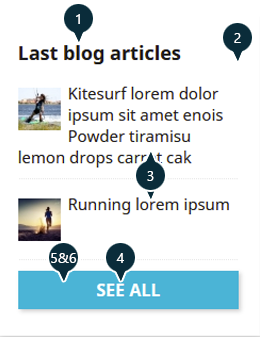 1
2
Last blog articles
Kitesurf lorem dolor
ipsum sit amet enois
Powder tiramisu
lemon drops carrot cak
3
Running lorem ipsum
5&6
4
SEE ALL